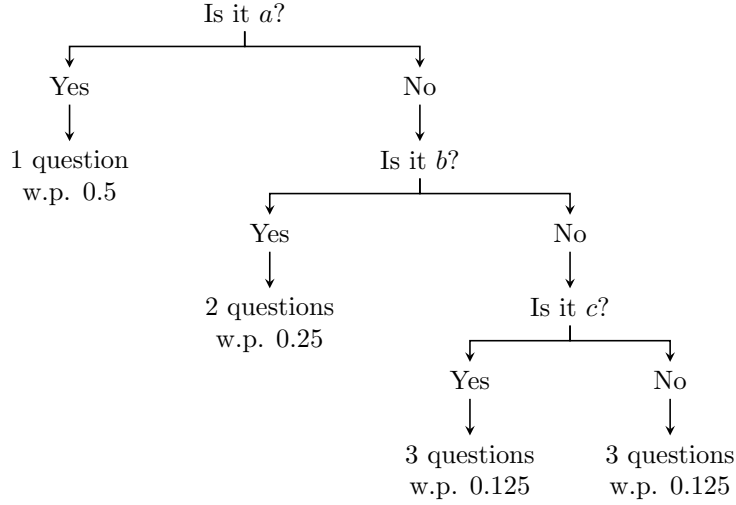 Is it a?
Yes
No
1 question
w.p. 0.5
Is it b?
Yes
No
2 questions
w.p. 0.25
Is it c?
Yes
No
3 questions
w.p. 0.125
3 questions
w.p. 0.125